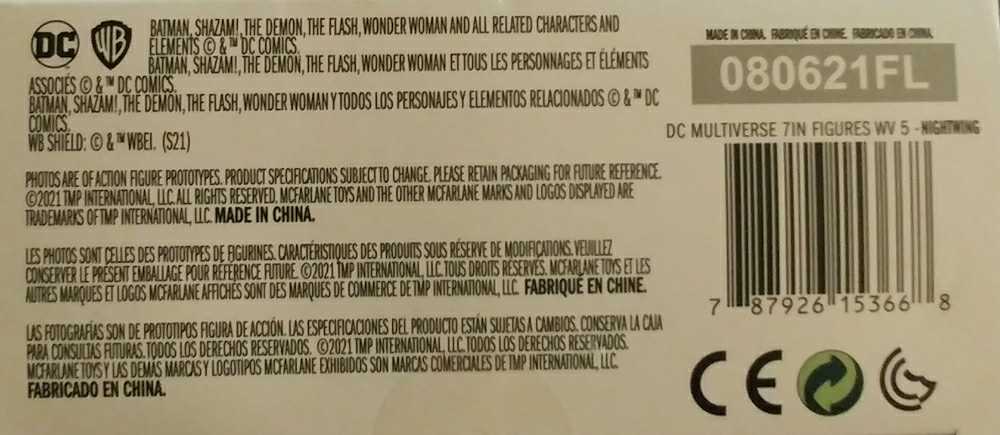 DC WB
BATMAN, SHAZAM!, THE DEMON, THE FLASH, WONDER WOMAN AND ALL RELATED CHARACTERS AND
ELEMENTS © & ™ DC COMICS.
BATMAN, SHAZAM!, THE DEMON, THE FLASH, WONDER WOMAN ET TOUS LES PERSONNAGES ET ÉLÉMENTS
ASSOCIÉS © & ™ DC COMICS.
BATMAN, SHAZAM!, THE DEMON, THE FLASH, WONDER WOMAN Y TODOS LOS PERSONAJES Y ELEMENTOS RELACIONADOS © & ™ DC
COMICS.
WB SHIELD: © & ™ WBEI. (S21)
PHOTOS ARE OF ACTION FIGURE PROTOTYPES. PRODUCT SPECIFICATIONS SUBJECT TO CHANGE. PLEASE RETAIN PACKAGING FOR FUTURE REFERENCE.
©2021 TMP INTERNATIONAL, LLC. ALL RIGHTS RESERVED. MCFARLANE TOYS AND THE OTHER MCFARLANE MARKS AND LOGOS DISPLAYED ARE
TRADEMARKS OF TMP INTERNATIONAL, LLC. MADE IN CHINA.
LES PHOTOS SONT CELLES DES PROTOTYPES DE FIGURINES. CARACTÉRISTIQUES DES PRODUITS SOUS RÉSERVE DE MODIFICATIONS. VEUILLEZ
CONSERVER LE PRÉSENT EMBALLAGE POUR RÉFÉRENCE FUTURE. ©2021 TMP INTERNATIONAL, LLC. TOUS DROITS RÉSERVÉS. MCFARLANE TOYS ET LES
AUTRES MARQUES ET LOGOS MCFARLANE AFFICHÉS SONT DES MARQUES DE COMMERCE DE TMP INTERNATIONAL, LLC. FABRIQUÉ EN CHINE.
LAS FOTOGRAFÍAS SON DE PROTOTIPOS FIGURA DE ACCIÓN. LAS ESPECIFICACIONES DEL PRODUCTO ESTÁN SUJETAS A CAMBIOS. CONSERVA LA CAJA
PARA CONSULTAS FUTURAS. TODOS LOS DERECHOS RESERVADOS. ©2021 TMP INTERNATIONAL, LLC. TODOS LOS DERECHOS RESERVADOS.
MCFARLANE TOYS Y LAS DEMAS MARCAS Y LOGOTIPOS MCFARLANE EXHIBIDOS SON MARCAS COMERCIALES DE TMP INTERNATIONAL, LLC.
FABRICADO EN CHINA.
MADE IN CHINA. FABRIQUÉ EN CHINE. FABRICADO EN CHINA.
080621FL
DC MULTIVERSE 7IN FIGURES WV 5 - NIGHTWING
7 87926 15366 8
CE